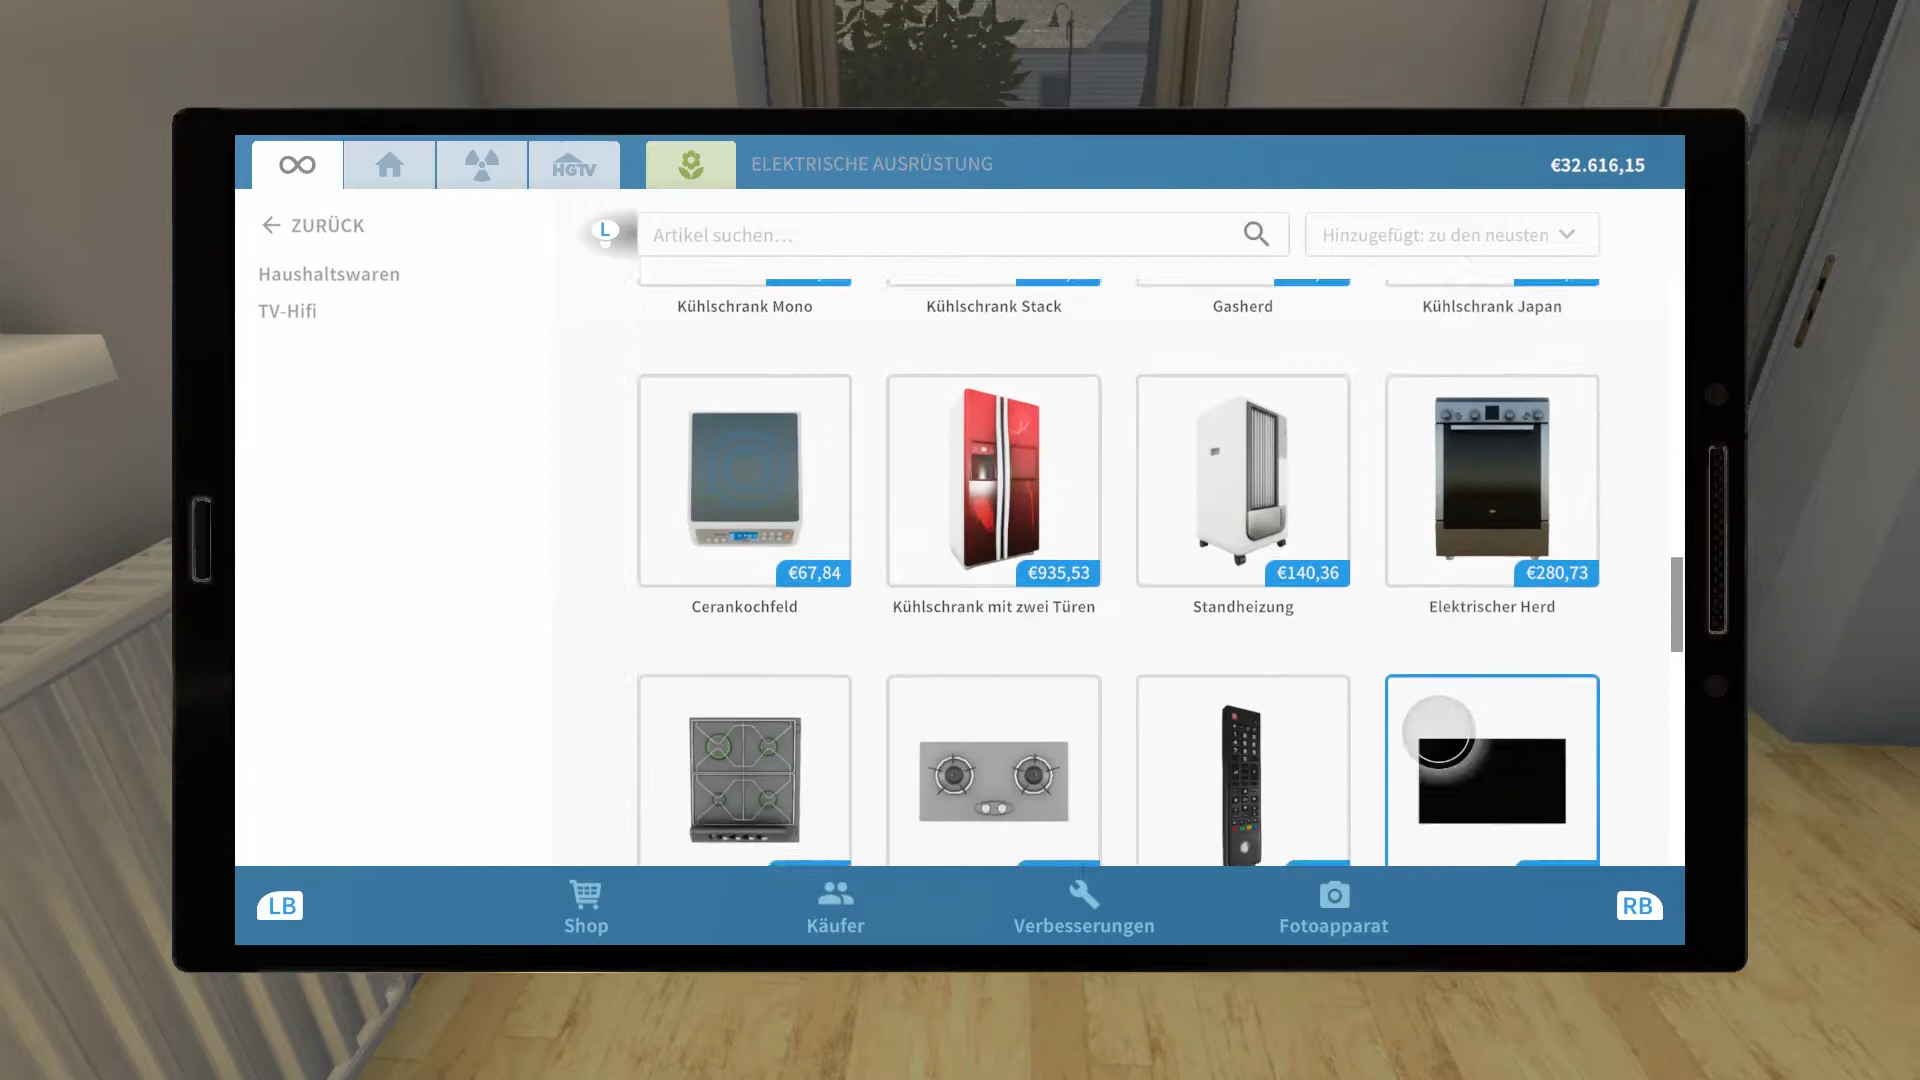 HGTV
ELEKTRISCHE AUSRÜSTUNG
€32.616,15
ZURÜCK
Haushaltswaren
TV-Hifi
L
Artikel suchen...
Hinzugefügt: zu den neusten
Kühlschrank Mono
Kühlschrank Stack
Gasherd
Kühlschrank Japan
€67,84
€935,53
€140,36
€280,73
Cerankochfeld
Kühlschrank mit zwei Türen
Standheizung
Elektrischer Herd
LB
Shop
Käufer
Verbesserungen
Fotoapparat
RB